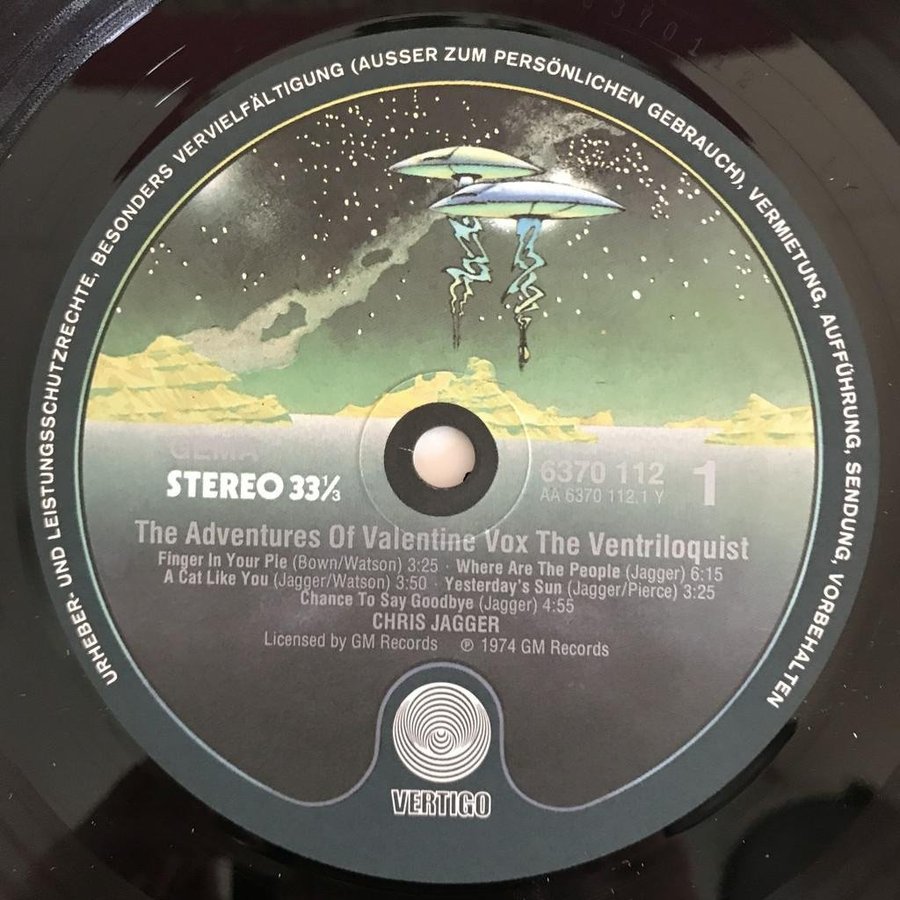 URHEBER- UND LEISTUNGSSCHUTZRECHTE, BESONDERS VERVIELFÄLTIGUNG (AUSSER ZUM PERSÖNLICHEN GEBRAUCH), VERMIETUNG, AUFFÜHRUNG, SENDUNG, VORBEHALTEN
GEMA
STEREO 33⅓
6370 112
AA 6370 112.1 Y
1
The Adventures Of Valentine Vox The Ventriloquist
Finger In Your Pie (Bown/Watson) 3:25 · Where Are The People (Jagger) 6:15
A Cat Like You (Jagger/Watson) 3:50 · Yesterday's Sun (Jagger/Pierce) 3:25
Chance To Say Goodbye (Jagger) 4:55
CHRIS JAGGER
Licensed by GM Records ℗ 1974 GM Records
VERTIGO